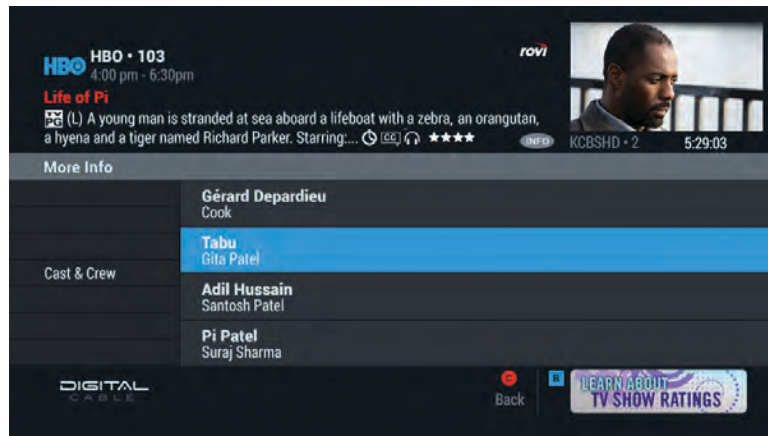 HBO HBO • 103
4:00 pm - 6:30pm
rovi
Life of Pi
TV PG (L) A young man is stranded at sea aboard a lifeboat with a zebra, an orangutan,
a hyena and a tiger named Richard Parker. Starring:... CC ★★★★ INFO
KCBSHD • 2 5:29:03
More Info
Cast & Crew
Gérard Depardieu
Cook
Tabu
Gita Patel
Adil Hussain
Santosh Patel
Pi Patel
Suraj Sharma
DIGITAL
CABLE
C
Back
LEARN ABOUT
TV SHOW RATINGS